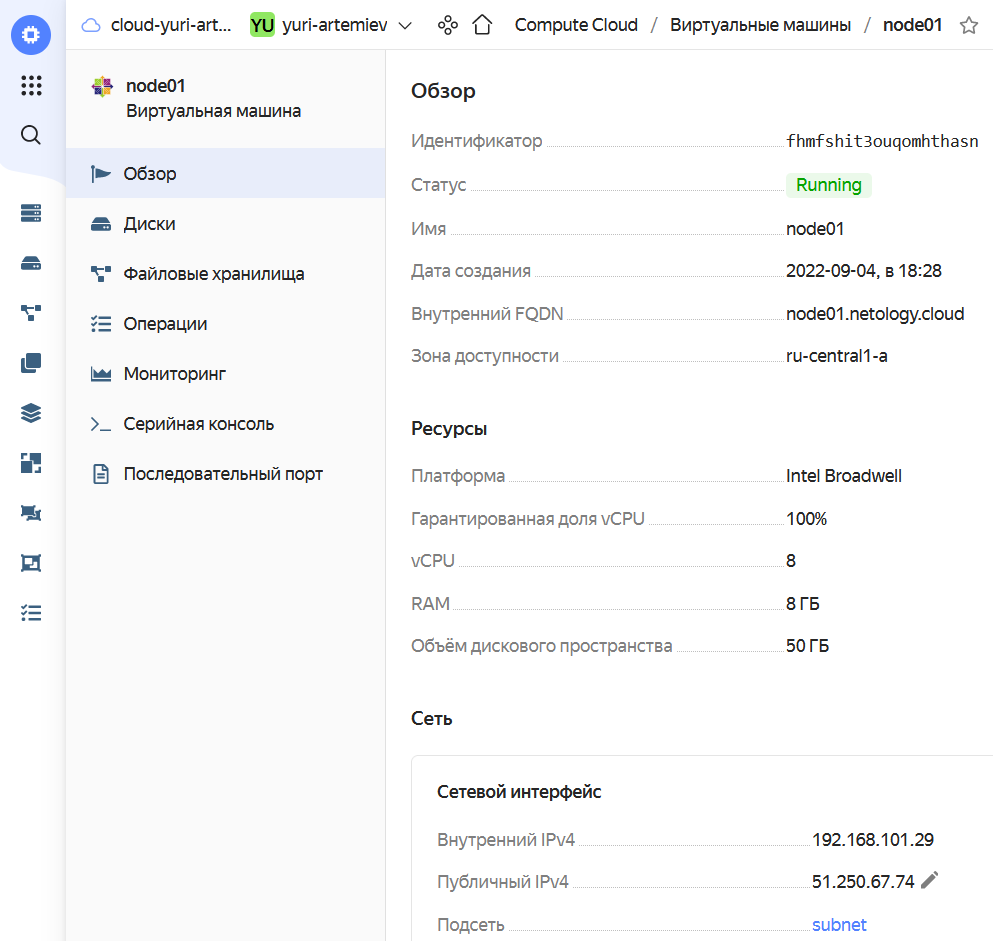 cloud-yuri-art...
YU yuri-artemiev
Compute Cloud / Виртуальные машины / node01
node01
Виртуальная машина
Обзор
Диски
Файловые хранилища
Операции
Мониторинг
Серийная консоль
Последовательный порт
Обзор
Идентификатор fhmfshit3ouqomhthasn
Статус Running
Имя node01
Дата создания 2022-09-04, в 18:28
Внутренний FQDN node01.netology.cloud
Зона доступности ru-central1-a
Ресурсы
Платформа Intel Broadwell
Гарантированная доля vCPU 100%
vCPU 8
RAM 8 ГБ
Объём дискового пространства 50 ГБ
Сеть
Сетевой интерфейс
Внутренний IPv4 192.168.101.29
Публичный IPv4 51.250.67.74
Подсеть subnet